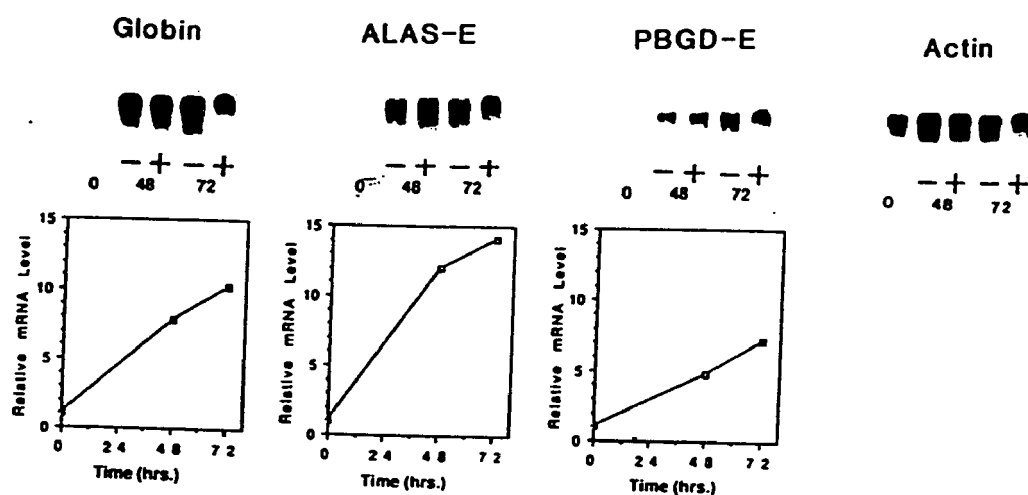 Globin
ALAS-E
PBGD-E
Actin
− + − +
0 48 72
− + − +
0 48 72
− + − +
0 48 72
− + − +
0 48 72
Relative mRNA Level
15
10
5
0
0 24 48 72
Time (hrs.)
Relative mRNA Level
15
10
5
0
0 24 48 72
Time (hrs.)
Relative mRNA Level
15
10
5
0
0 24 48 72
Time (hrs.)